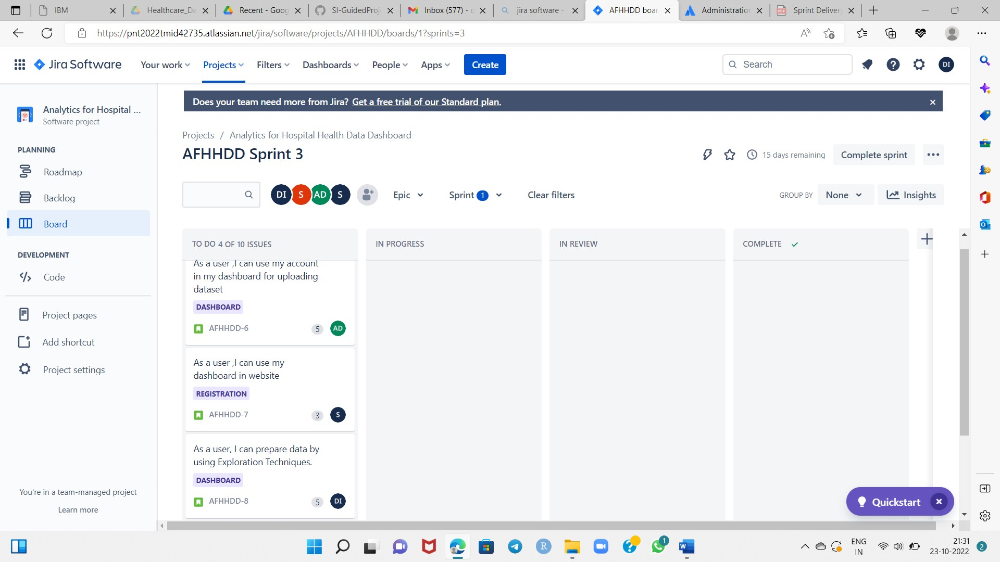 IBM
Healthcare_Da
Recent - Goog
SI-GuidedProj
Inbox (577) - d
jira software -
AFHHDD boar
Administration
Sprint Delivery
https://pnt2022tmid42735.atlassian.net/jira/software/projects/AFHHDD/boards/1?sprints=3
Jira Software
Your work
Projects
Filters
Dashboards
People
Apps
Create
Search
DI
Analytics for Hospital ...
Software project
PLANNING
Roadmap
Backlog
Board
DEVELOPMENT
Code
Project pages
Add shortcut
Project settings
You're in a team-managed project
Learn more
Does your team need more from Jira? Get a free trial of our Standard plan.
Projects / Analytics for Hospital Health Data Dashboard
AFHHDD Sprint 3
15 days remaining
Complete sprint
DI S AD S
Epic
Sprint 1
Clear filters
GROUP BY
None
Insights
TO DO 4 OF 10 ISSUES
IN PROGRESS
IN REVIEW
COMPLETE
As a user ,I can use my account
in my dashboard for uploading
dataset
DASHBOARD
AFHHDD-6 5 AD
As a user ,I can use my
dashboard in website
REGISTRATION
AFHHDD-7 3 S
As a user, I can prepare data by
using Exploration Techniques.
DASHBOARD
AFHHDD-8 5 DI
Quickstart
R
1
ENG
IN
21:31
23-10-2022
2